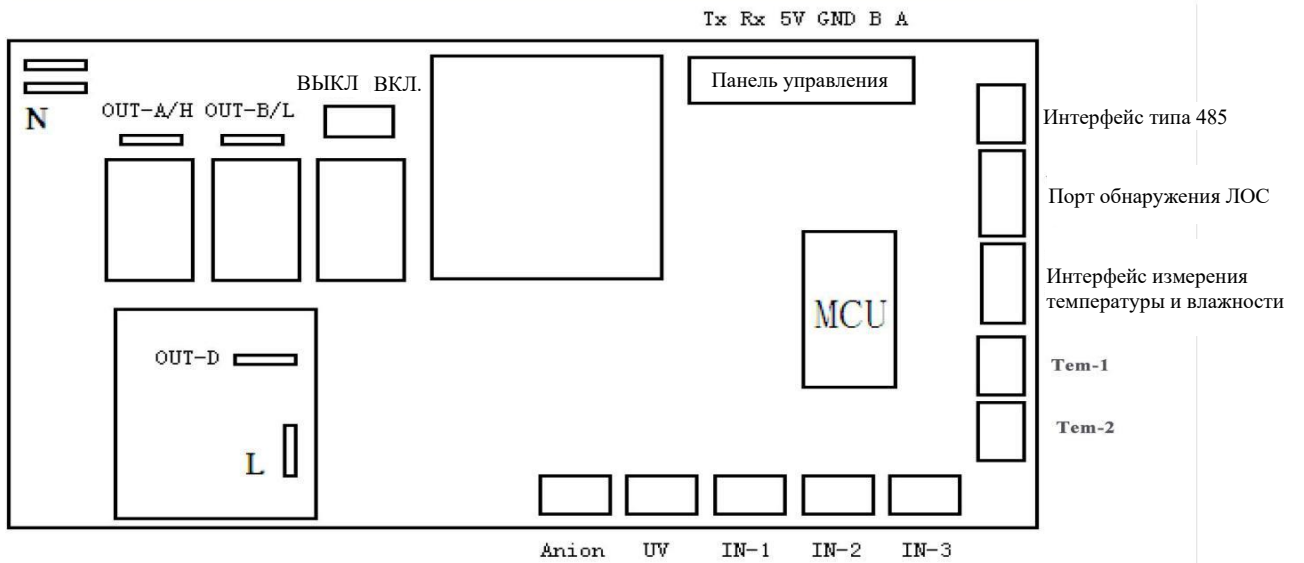 Tx Rx 5V GND B A
Панель управления
ВЫКЛ ВКЛ.
N
OUT-A/H OUT-B/L
Интерфейс типа 485
Порт обнаружения ЛОС
Интерфейс измерения
температуры и влажности
MCU
OUT-D
Tem-1
Tem-2
L
Anion UV IN-1 IN-2 IN-3